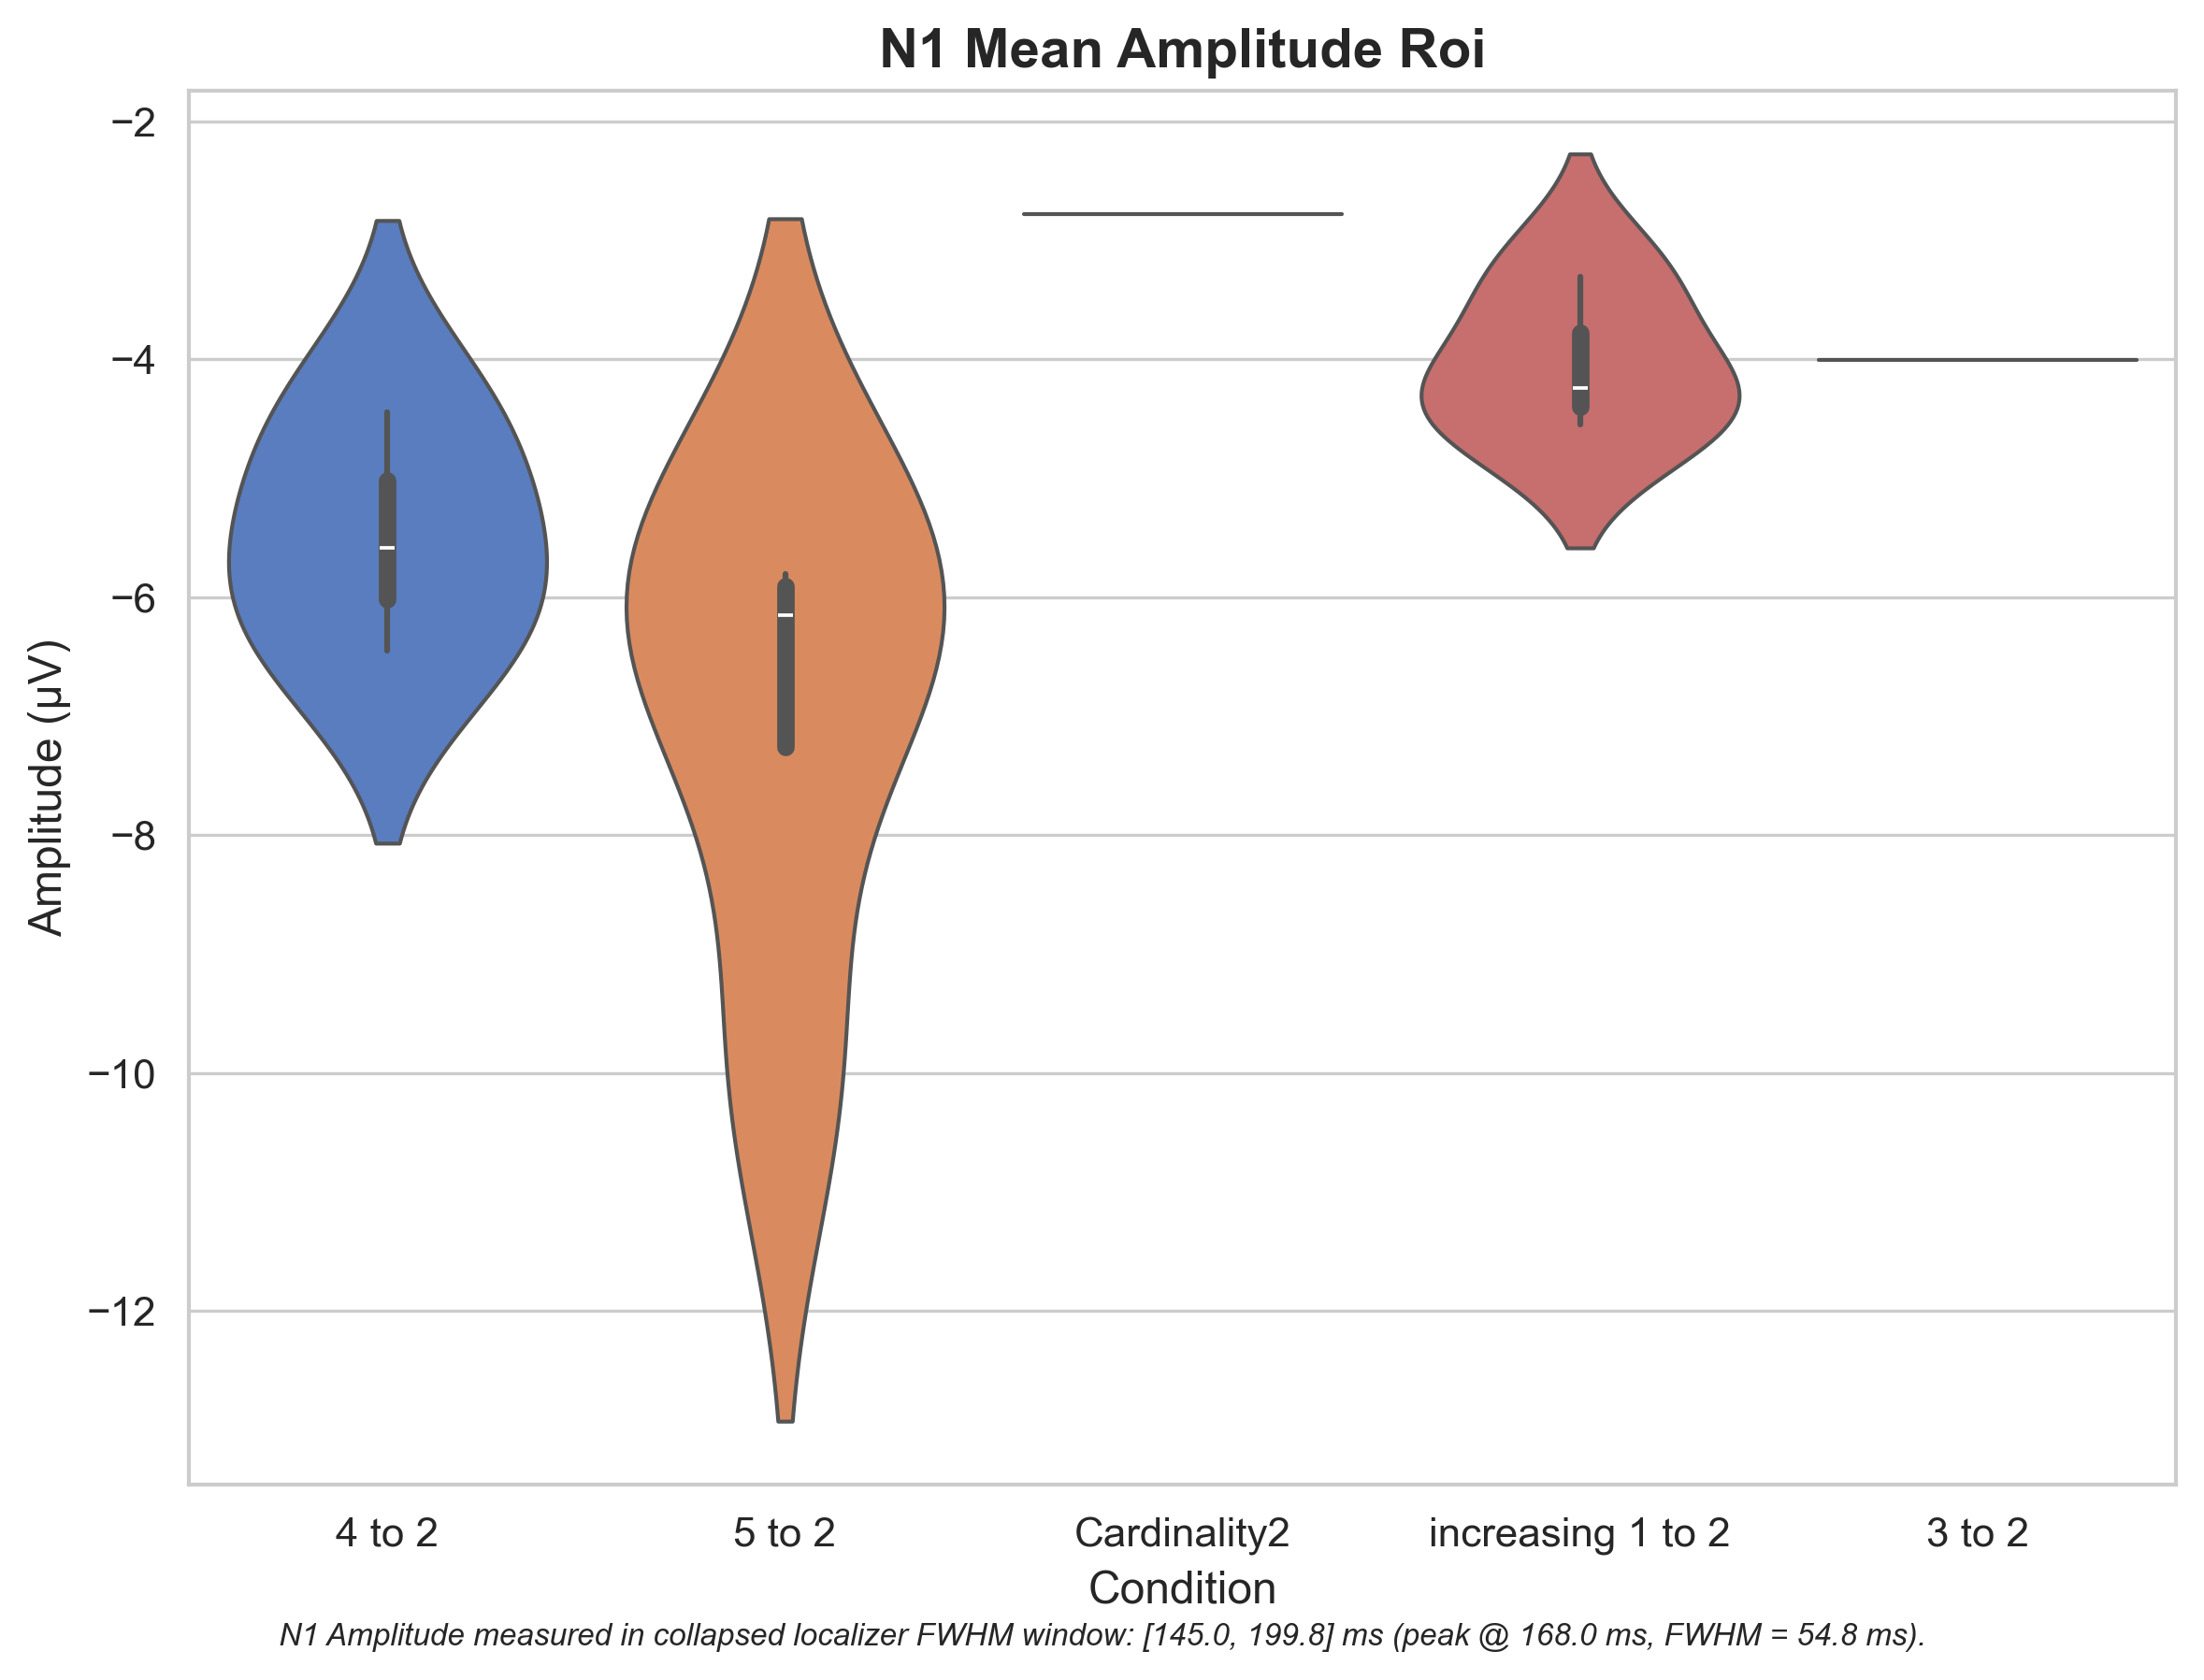 N1 Mean Amplitude Roi
−2
−4
−6
−8
−10
−12
Amplitude (µV)
4 to 2
5 to 2
Cardinality2
increasing 1 to 2
3 to 2
Condition
N1 Amplitude measured in collapsed localizer FWHM window: [145.0, 199.8] ms (peak @ 168.0 ms, FWHM = 54.8 ms).